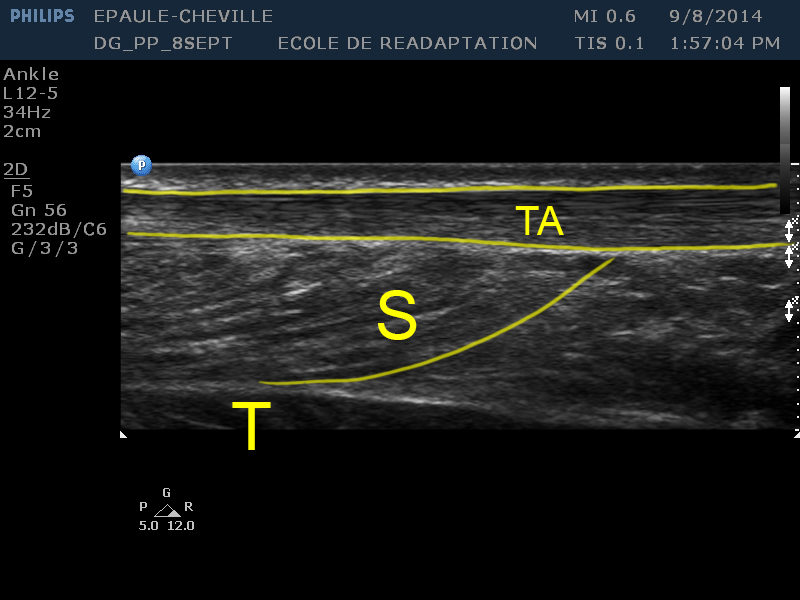 PHILIPS EPAULE-CHEVILLE MI 0.6 9/8/2014
DG_PP_8SEPT ECOLE DE READAPTATION TIS 0.1 1:57:04 PM
Ankle
L12-5
34Hz
2cm
2D
F5
Gn 56
232dB/C6
G/3/3
P
TA
S
T
G
P R
5.0 12.0